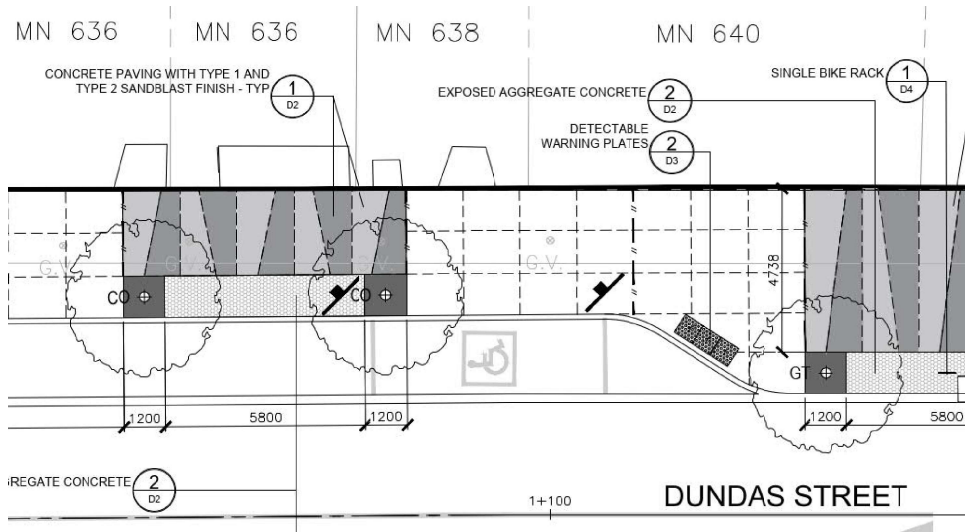 MN 636
MN 636
MN 638
MN 640
CONCRETE PAVING WITH TYPE 1 AND
TYPE 2 SANDBLAST FINISH - TYP
1
D2
EXPOSED AGGREGATE CONCRETE
2
D2
SINGLE BIKE RACK
1
D4
DETECTABLE
WARNING PLATES
2
D3
G.V.
G.V.
G.V.
G.V.
4738
CO
CO
GT
1200
5800
1200
1200
5800
REGATE CONCRETE
2
D2
1+100
DUNDAS STREET